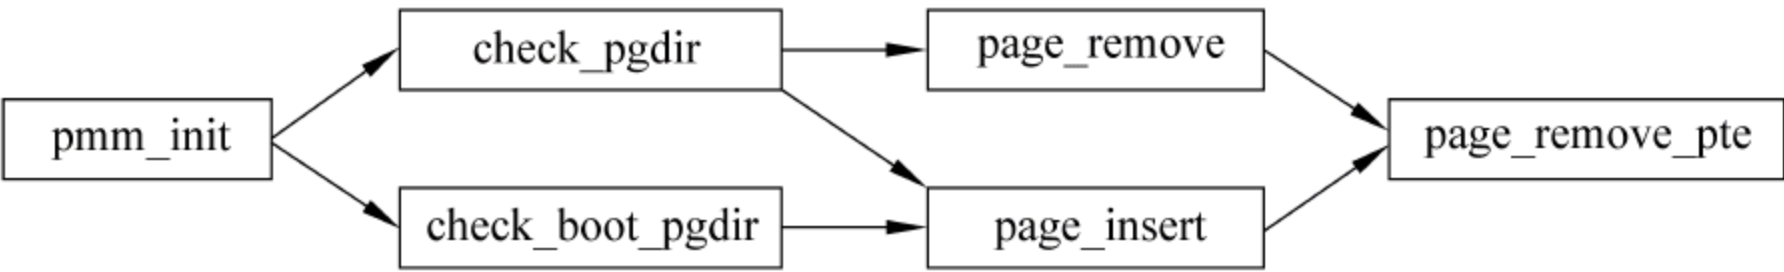 pmm_init
check_pgdir
check_boot_pgdir
page_remove
page_insert
page_remove_pte